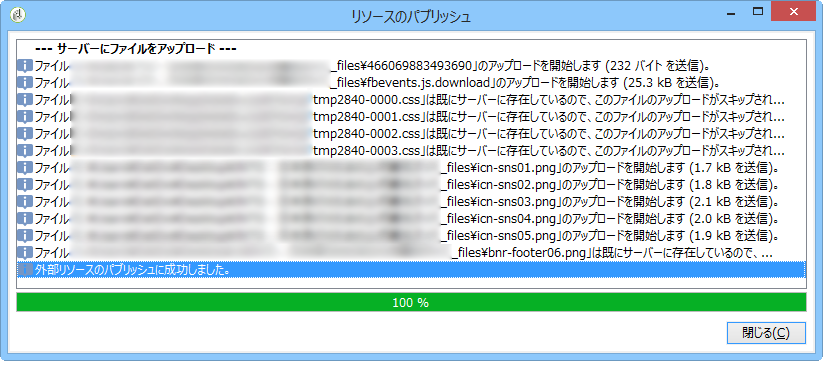 リソースのパブリッシュ
--- サーバーにファイルをアップロード ---
ファイル _files¥466069883493690」のアップロードを開始します (232 バイト を送信)。
ファイル _files¥fbevents.js.download」のアップロードを開始します (25.3 kB を送信)。
ファイル tmp2840-0000.css」は既にサーバーに存在しているので、このファイルのアップロードがスキップされ...
ファイル tmp2840-0001.css」は既にサーバーに存在しているので、このファイルのアップロードがスキップされ...
ファイル tmp2840-0002.css」は既にサーバーに存在しているので、このファイルのアップロードがスキップされ...
ファイル tmp2840-0003.css」は既にサーバーに存在しているので、このファイルのアップロードがスキップされ...
ファイル _files¥icn-sns01.png」のアップロードを開始します (1.7 kB を送信)。
ファイル _files¥icn-sns02.png」のアップロードを開始します (1.8 kB を送信)。
ファイル _files¥icn-sns03.png」のアップロードを開始します (2.1 kB を送信)。
ファイル _files¥icn-sns04.png」のアップロードを開始します (2.0 kB を送信)。
ファイル _files¥icn-sns05.png」のアップロードを開始します (1.9 kB を送信)。
ファイル _files¥bnr-footer06.png」は既にサーバーに存在しているので、...
外部リソースのパブリッシュに成功しました。
100 %
閉じる(C)